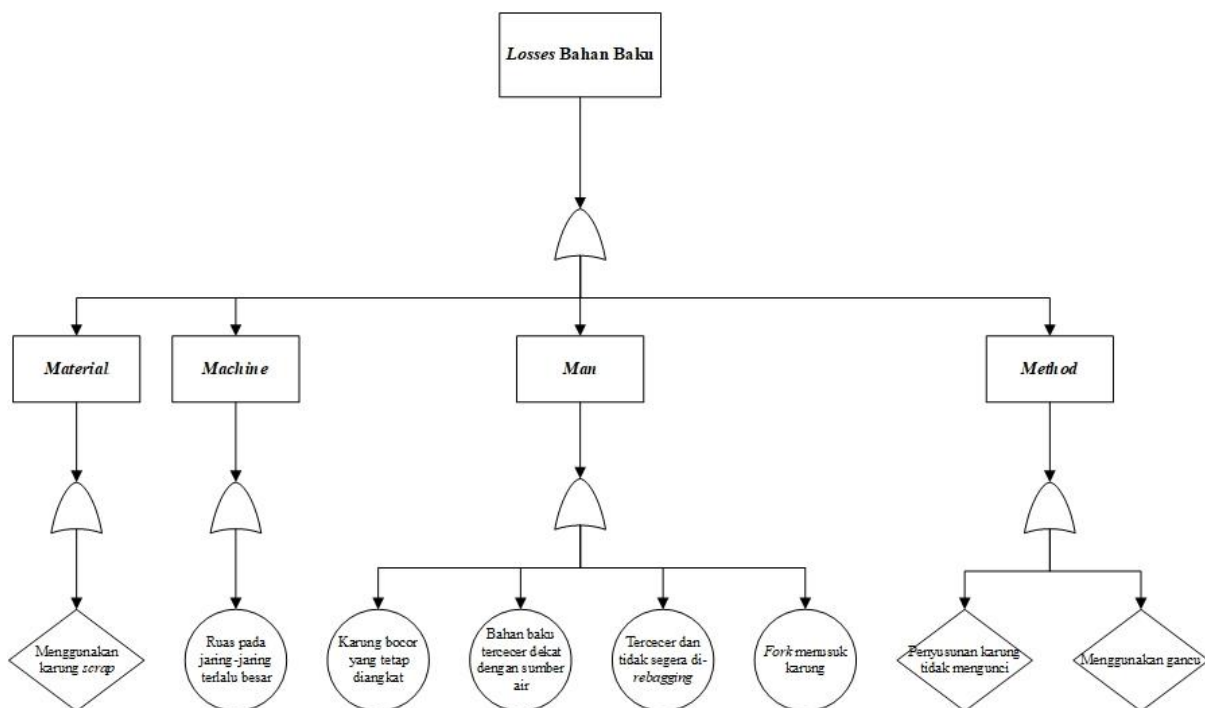 Losses Bahan Baku
Material
Machine
Man
Method
Menggunakan
karung scrap
Ruas pada
jaring-jaring
terlalu besar
Karung bocor
yang tetap
diangkat
Bahan baku
tercecer dekat
dengan sumber
air
Tercecer dan
tidak segera di-
rebagging
Fork menusuk
karung
Penyusunan karung
tidak mengunci
Menggunakan gancu